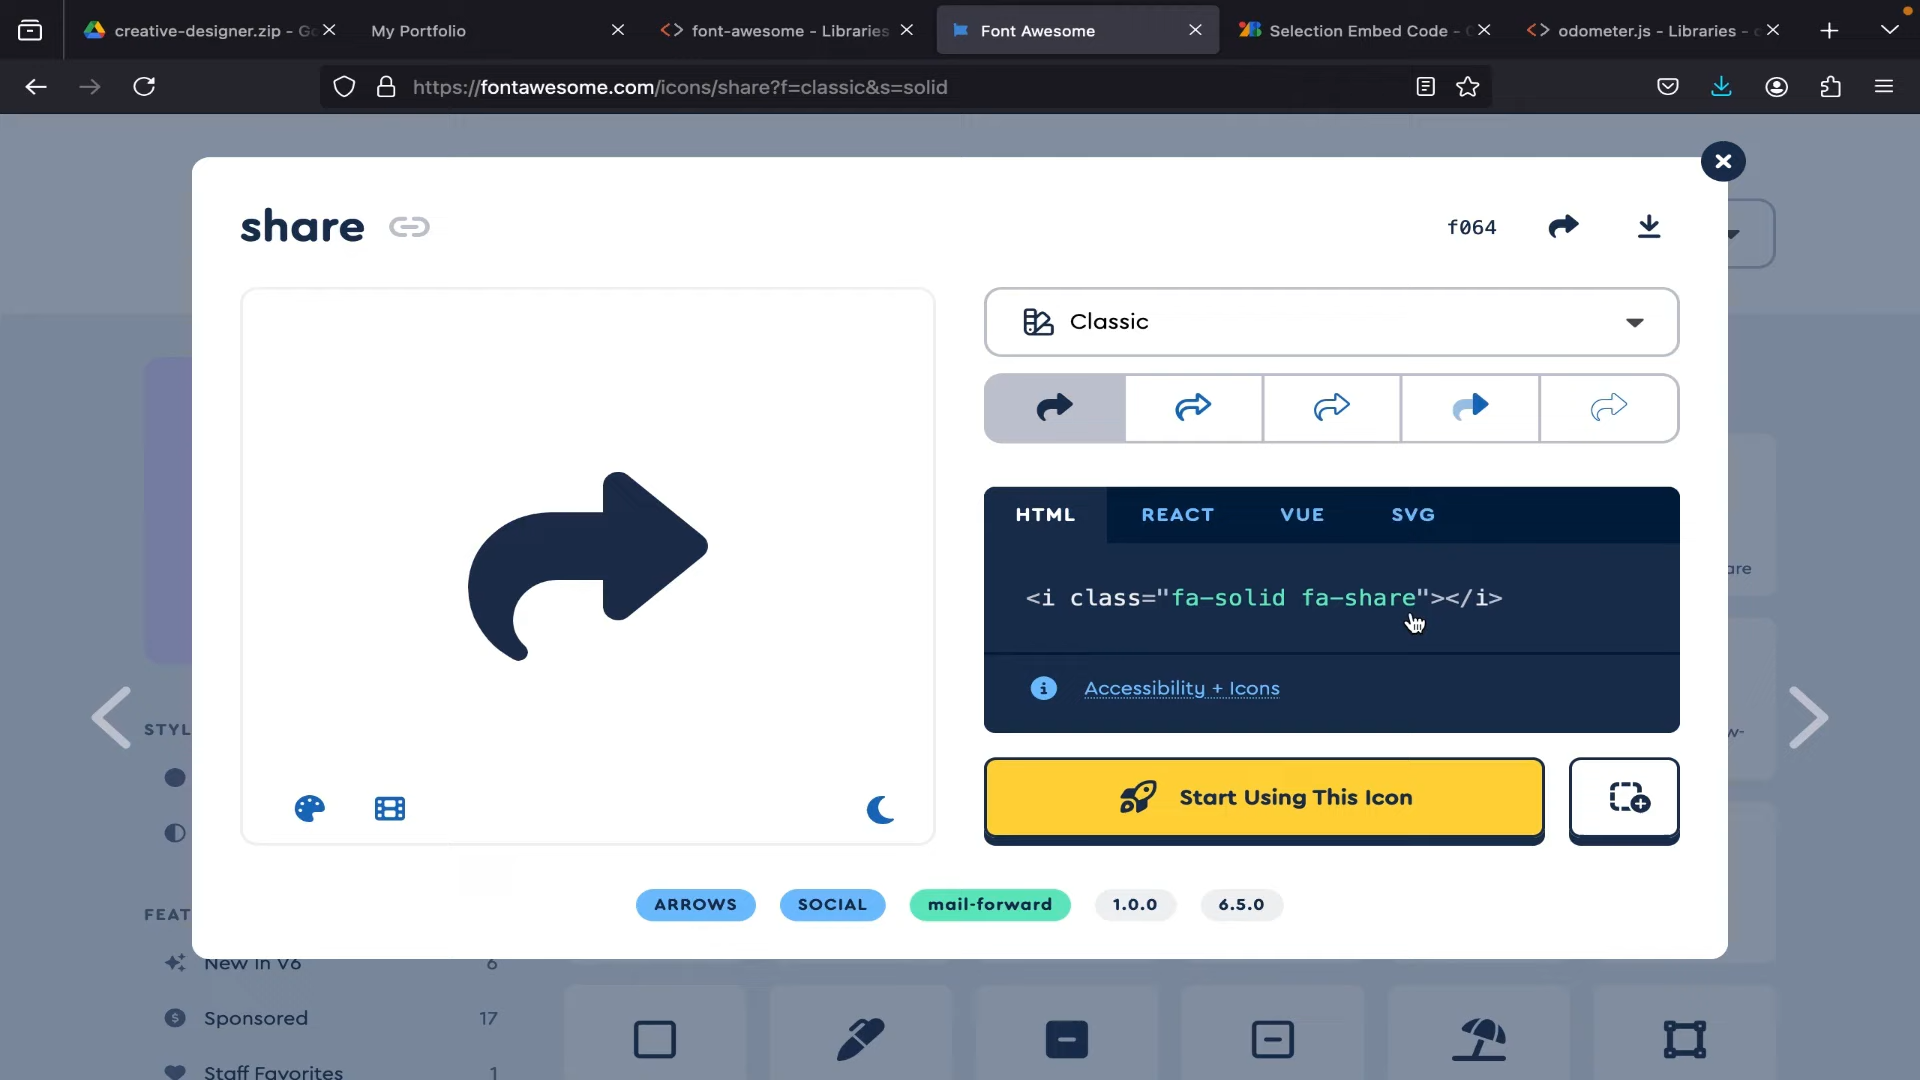 creative-designer.zip - Go
My Portfolio
font-awesome - Libraries
Font Awesome
Selection Embed Code -
odometer.js - Libraries - c
https://fontawesome.com/icons/share?f=classic&s=solid
share
f064
Classic
HTML
REACT
VUE
SVG
<i class="fa-solid fa-share"></i>
Accessibility + Icons
Start Using This Icon
ARROWS
SOCIAL
mail-forward
1.0.0
6.5.0
are
STYL
w-
FEAT
New in V6
6
Sponsored
17
Staff Favorites
1